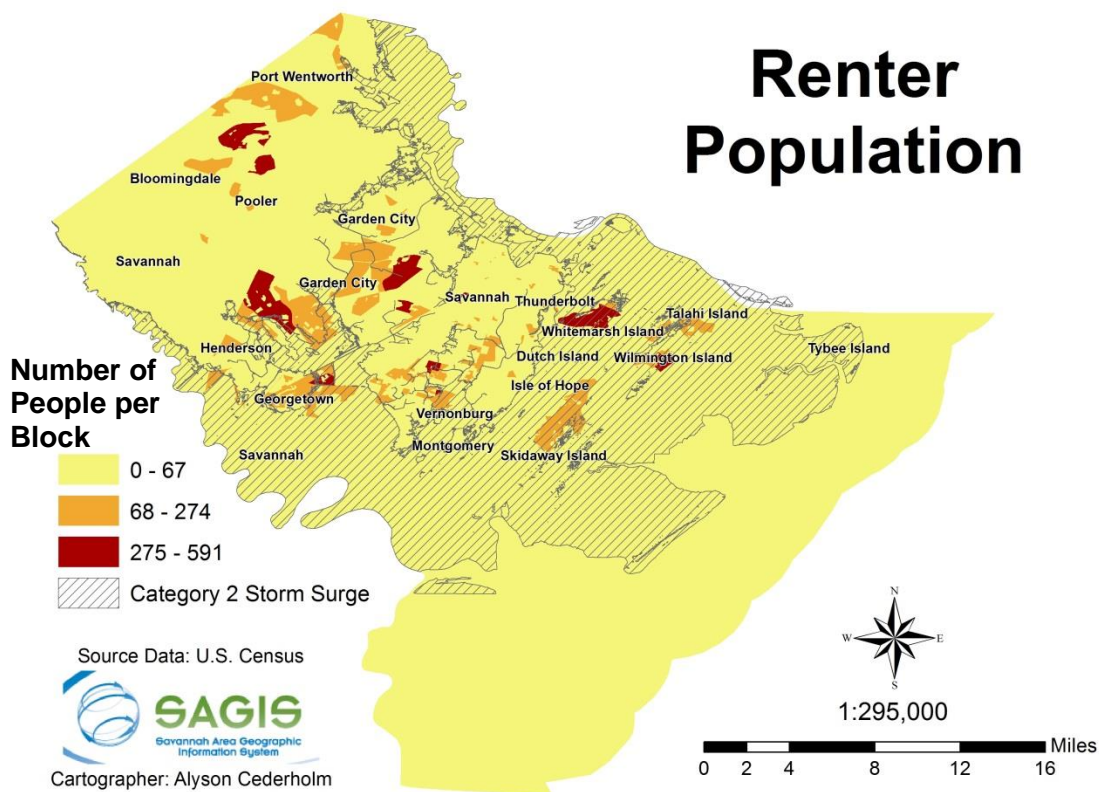 Renter
Population
Port Wentworth
Bloomingdale
Pooler
Garden City
Savannah
Garden City
Savannah
Thunderbolt
Talahi Island
Whitemarsh Island
Henderson
Dutch Island
Wilmington Island
Tybee Island
Isle of Hope
Georgetown
Vernonburg
Montgomery
Savannah
Skidaway Island
Number of
People per
Block
0 - 67
68 - 274
275 - 591
Category 2 Storm Surge
Source Data: U.S. Census
SAGIS
Savannah Area Geographic
Information System
Cartographer: Alyson Cederholm
N
W E
S
1:295,000
Miles
0 2 4 8 12 16